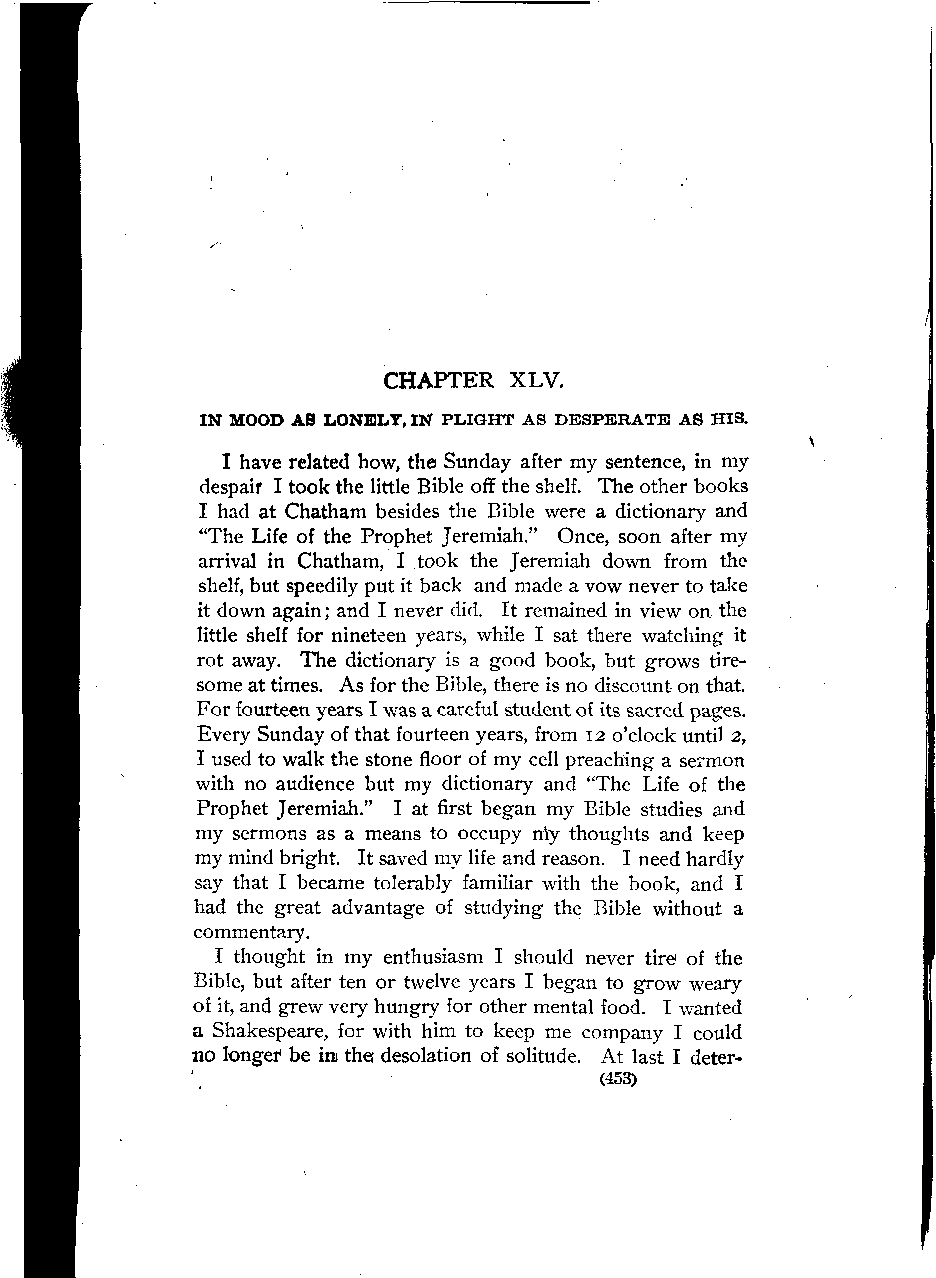 CHAPTER XLV.
IN MOOD AS LONELY, IN PLIGHT AS DESPERATE AS HIS.
I have related how, the Sunday after my sentence, in my
despair I took the little Bible off the shelf. The other books
I had at Chatham besides the Bible were a dictionary and
“The Life of the Prophet Jeremiah.” Once, soon after my
arrival in Chatham, I took the Jeremiah down from the
shelf, but speedily put it back and made a vow never to take
it down again; and I never did. It remained in view on the
little shelf for nineteen years, while I sat there watching it
rot away. The dictionary is a good book, but grows tire-
some at times. As for the Bible, there is no discount on that.
For fourteen years I was a careful student of its sacred pages.
Every Sunday of that fourteen years, from 12 o'clock until 2,
I used to walk the stone floor of my cell preaching a sermon
with no audience but my dictionary and “The Life of the
Prophet Jeremiah.” I at first began my Bible studies and
my sermons as a means to occupy my thoughts and keep
my mind bright. It saved my life and reason. I need hardly
say that I became tolerably familiar with the book, and I
had the great advantage of studying the Bible without a
commentary.
I thought in my enthusiasm I should never tire of the
Bible, but after ten or twelve years I began to grow weary
of it, and grew very hungry for other mental food. I wanted
a Shakespeare, for with him to keep me company I could
no longer be in the desolation of solitude. At last I deter-
(453)